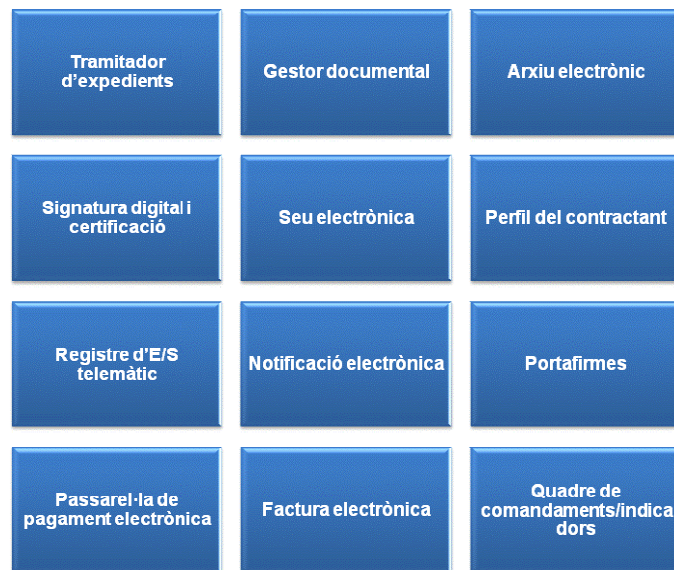 Tramitador
d’expedients
Gestor documental
Arxiu electrònic
Signatura digital i
certificació
Seu electrònica
Perfil del contractant
Registre d’E/S
telemàtic
Notificació electrònica
Portafirmes
Passarel·la de
pagament electrònica
Factura electrònica
Quadre de
comandaments/indica
dors